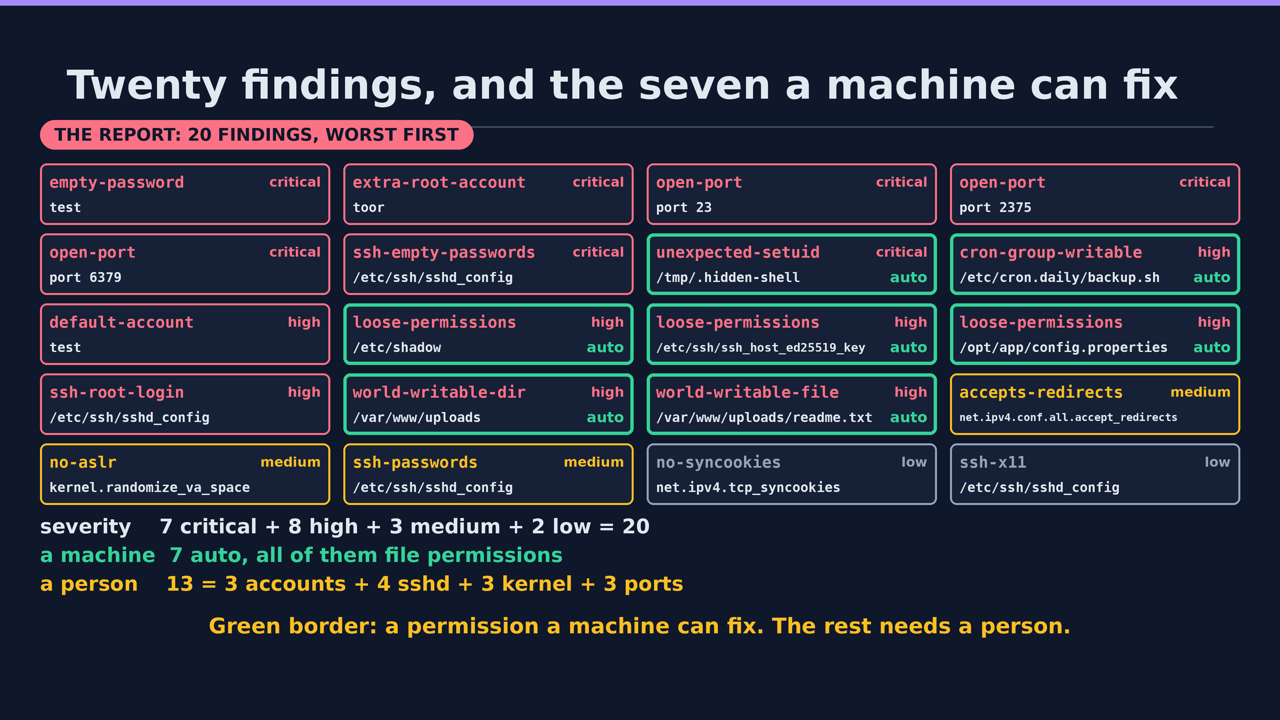 Twenty findings, and the seven a machine can fix
THE REPORT: 20 FINDINGS, WORST FIRST
empty-password critical
test
extra-root-account critical
toor
open-port critical
port 23
open-port critical
port 2375
open-port critical
port 6379
ssh-empty-passwords critical
/etc/ssh/sshd_config
unexpected-setuid critical
/tmp/.hidden-shell auto
cron-group-writable high
/etc/cron.daily/backup.sh auto
default-account high
test
loose-permissions high
/etc/shadow auto
loose-permissions high
/etc/ssh/ssh_host_ed25519_key auto
loose-permissions high
/opt/app/config.properties auto
ssh-root-login high
/etc/ssh/sshd_config
world-writable-dir high
/var/www/uploads auto
world-writable-file high
/var/www/uploads/readme.txt auto
accepts-redirects medium
net.ipv4.conf.all.accept_redirects
no-aslr medium
kernel.randomize_va_space
ssh-passwords medium
/etc/ssh/sshd_config
no-syncookies low
net.ipv4.tcp_syncookies
ssh-x11 low
/etc/ssh/sshd_config
severity 7 critical + 8 high + 3 medium + 2 low = 20
a machine 7 auto, all of them file permissions
a person 13 = 3 accounts + 4 sshd + 3 kernel + 3 ports
Green border: a permission a machine can fix. The rest needs a person.